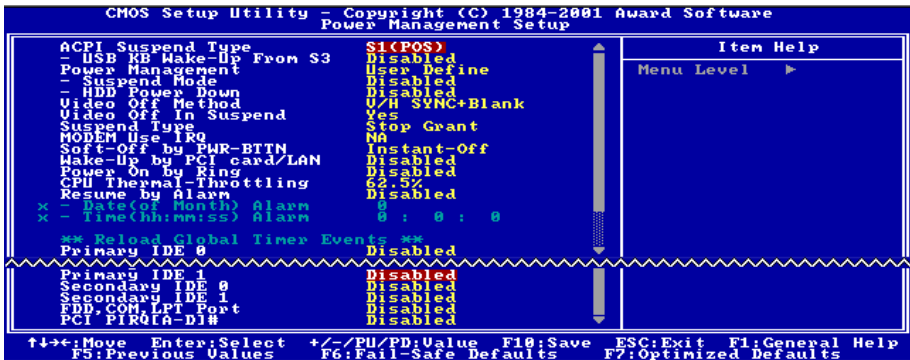 CMOS Setup Utility – Copyright (C) 1984-2001 Award Software
Power Management Setup
ACPI Suspend Type S1(POS)
- USB KB Wake-Up From S3 Disabled
Power Management User Define
- Suspend Mode Disabled
- HDD Power Down Disabled
Video Off Method V/H SYNC+Blank
Video Off In Suspend Yes
Suspend Type Stop Grant
MODEM Use IRQ NA
Soft-Off by PWR-BTTN Instant-Off
Wake-Up by PCI card/LAN Disabled
Power On by Ring Disabled
CPU Thermal-Throttling 62.5%
Resume by Alarm Disabled
x - Date(of Month) Alarm 0
x - Time(hh:mm:ss) Alarm 0 : 0 : 0
** Reload Global Timer Events **
Primary IDE 0 Disabled
Primary IDE 1 Disabled
Secondary IDE 0 Disabled
Secondary IDE 1 Disabled
FDD,COM,LPT Port Disabled
PCI PIRQ[A-D]# Disabled
Item Help
Menu Level ►
↑↓→←:Move Enter:Select +/-/PU/PD:Value F10:Save ESC:Exit F1:General Help
F5:Previous Values F6:Fail-Safe Defaults F7:Optimized Defaults